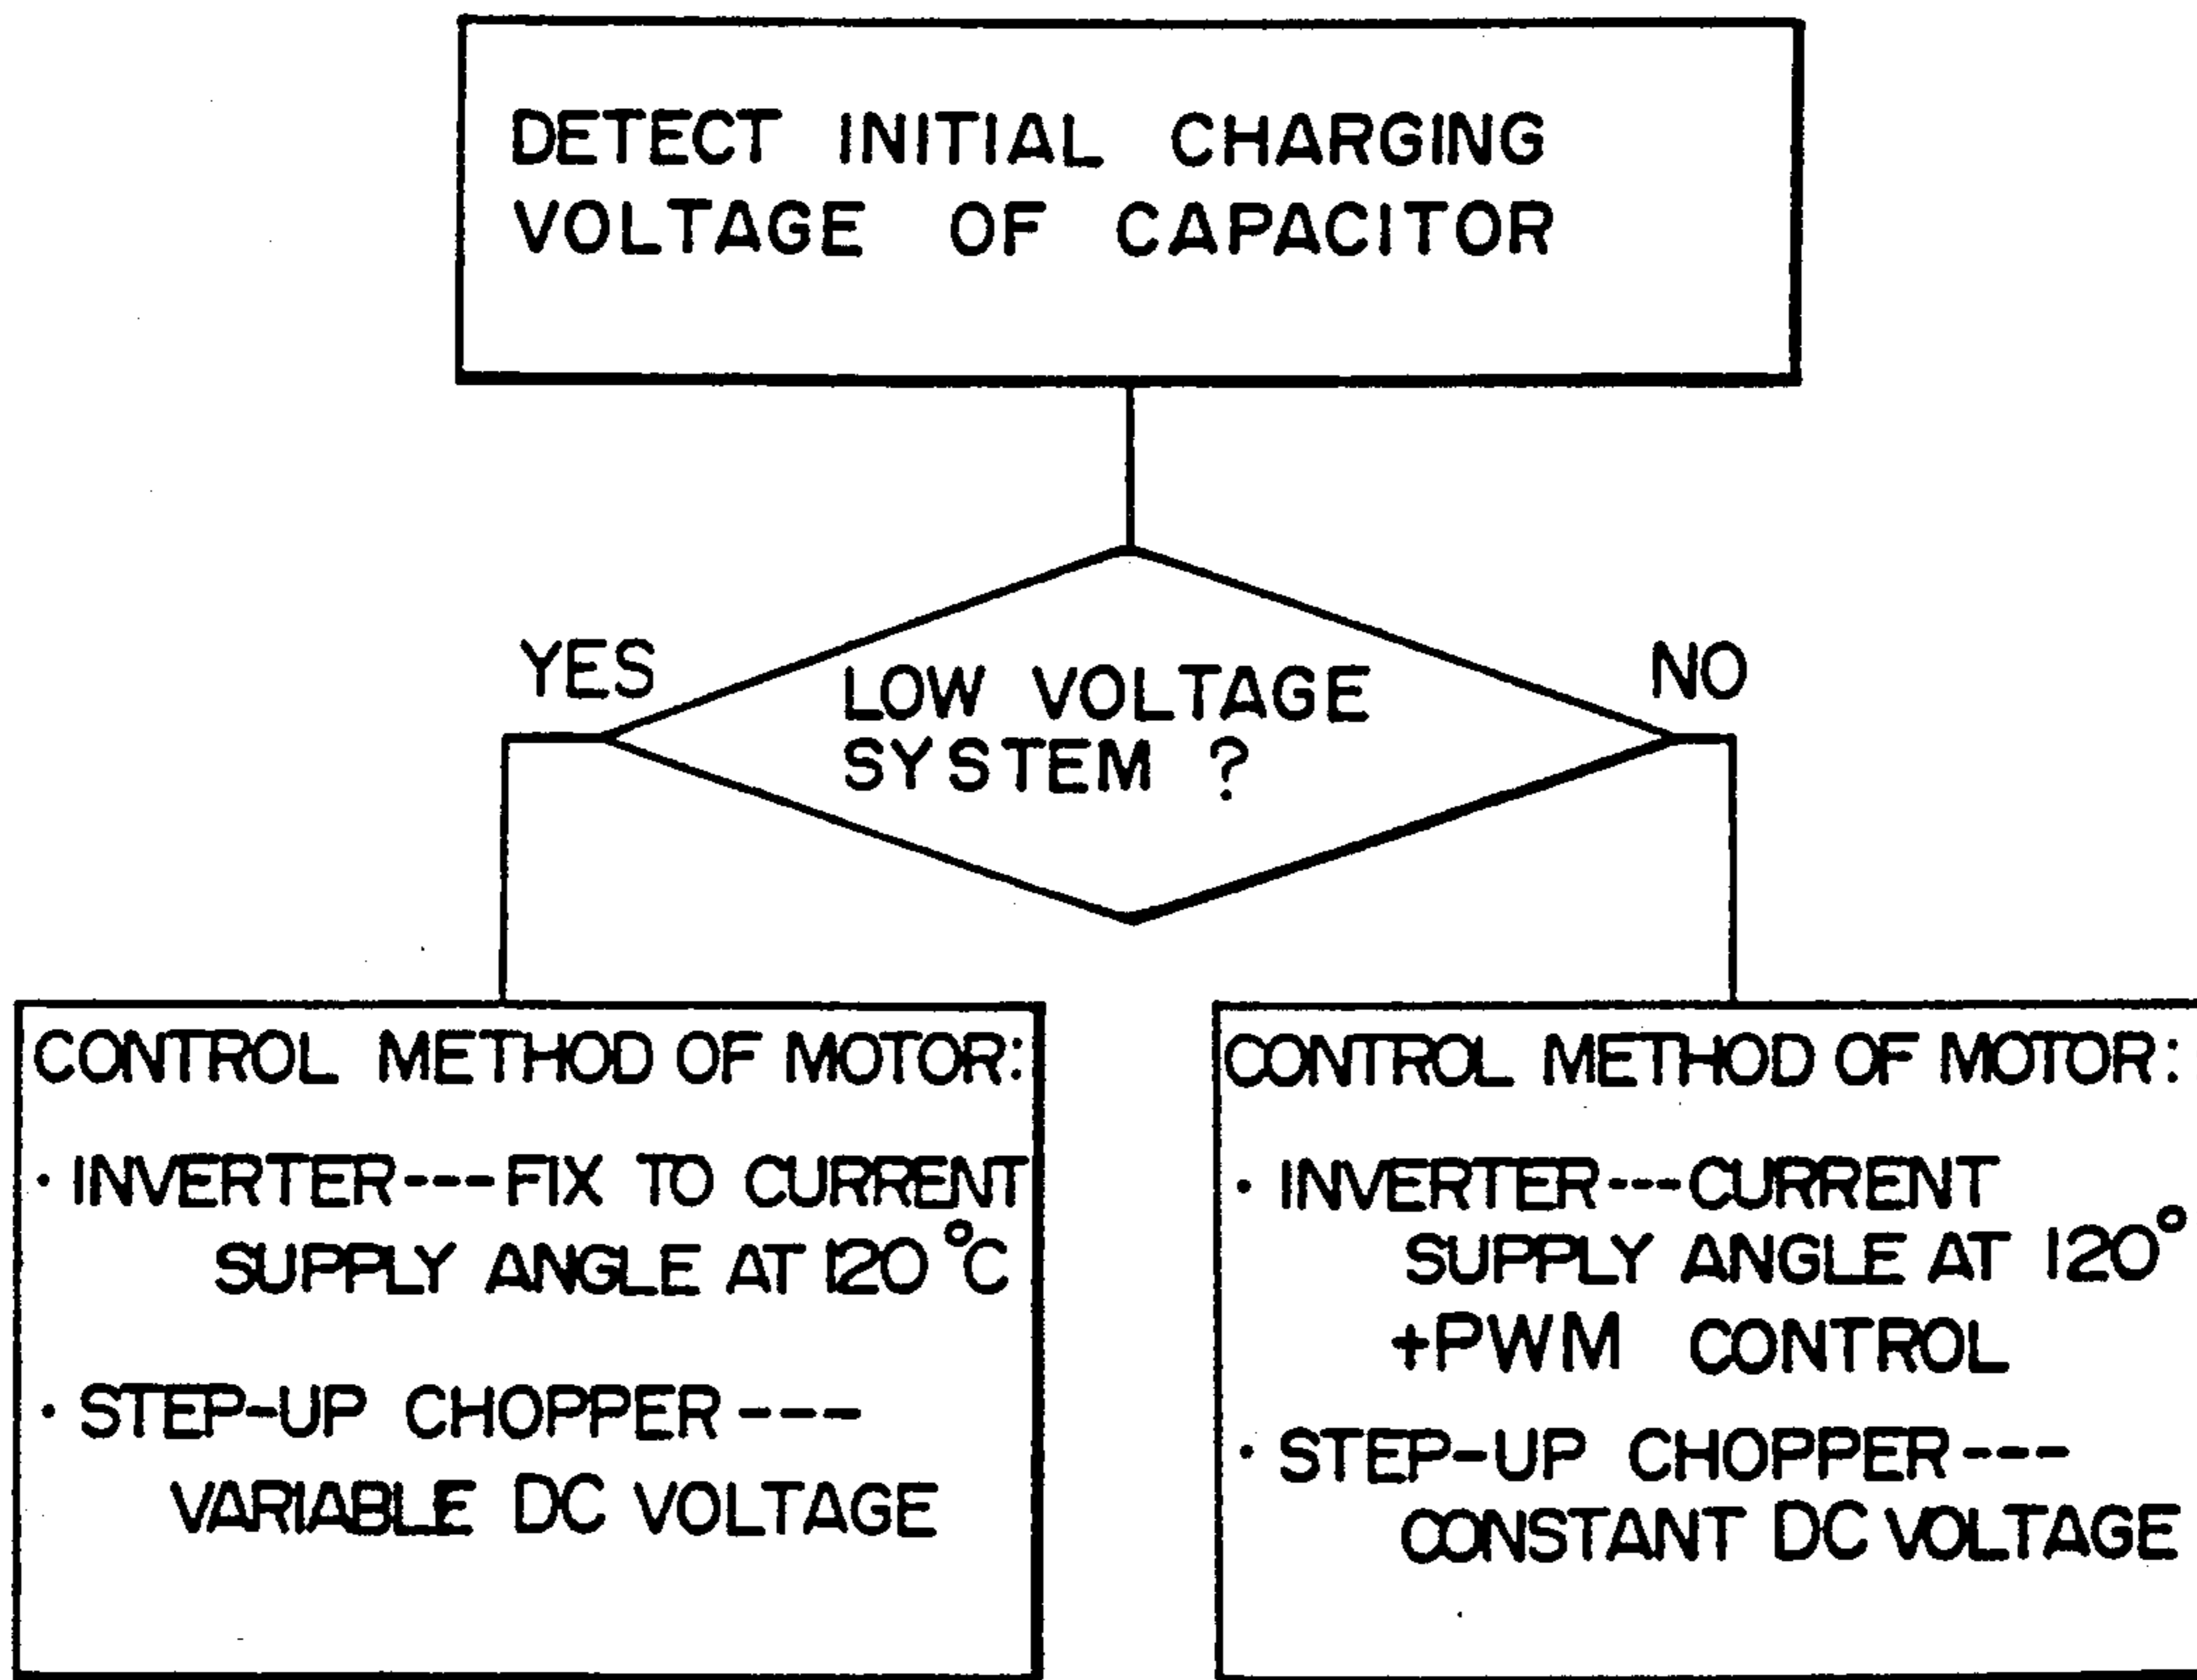 DETECT INITIAL CHARGING
VOLTAGE OF CAPACITOR
YES
NO
LOW VOLTAGE
SYSTEM ?
CONTROL METHOD OF MOTOR:
• INVERTER---FIX TO CURRENT
SUPPLY ANGLE AT 120°C
• STEP-UP CHOPPER---
VARIABLE DC VOLTAGE
CONTROL METHOD OF MOTOR:
• INVERTER---CURRENT
SUPPLY ANGLE AT 120°
+PWM CONTROL
• STEP-UP CHOPPER---
CONSTANT DC VOLTAGE